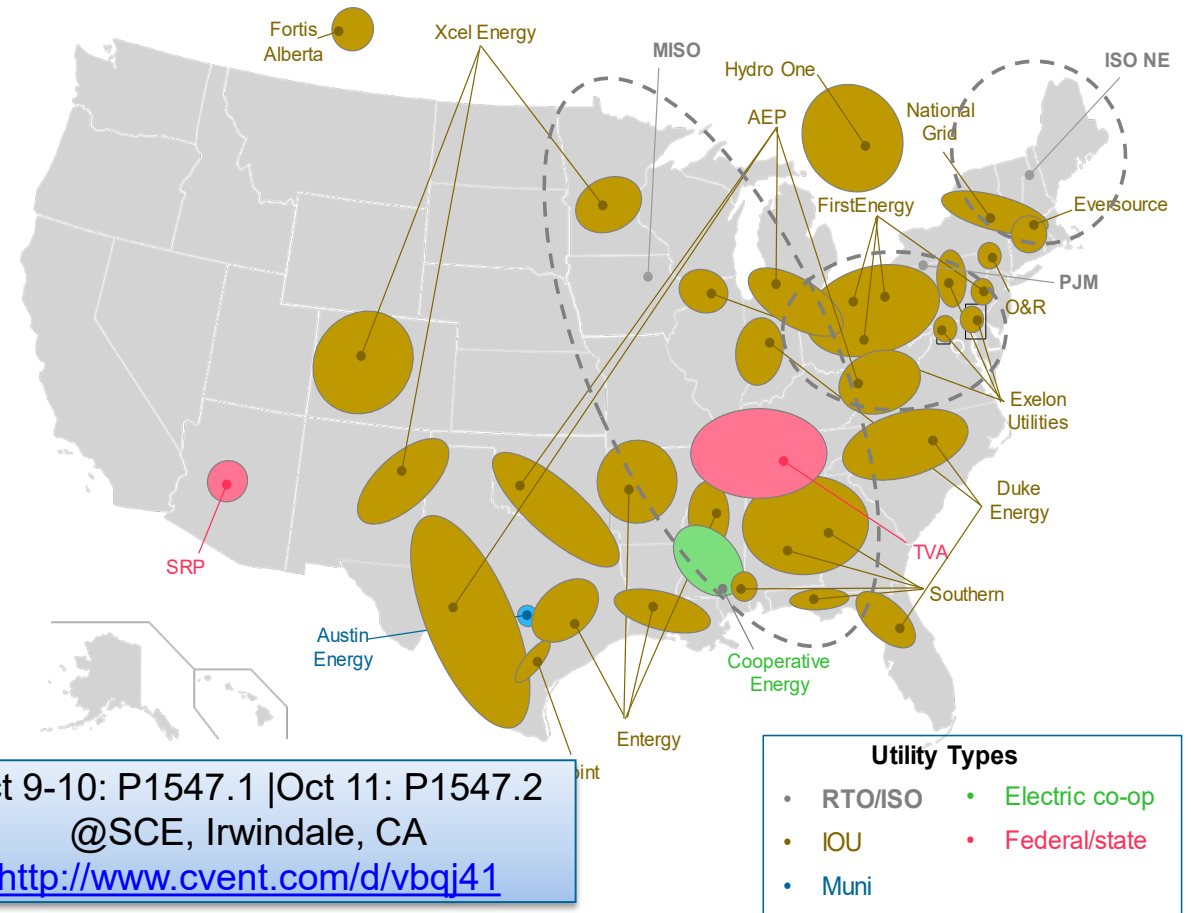 Fortis
Alberta
Xcel Energy
MISO
Hydro One
ISO NE
AEP
National
Grid
FirstEnergy
Eversource
PJM
O&R
Exelon
Utilities
Duke
Energy
TVA
SRP
Southern
Austin
Energy
Cooperative
Energy
Entergy
9-10: P1547.1 |Oct 11: P1547.2
@SCE, Irwindale, CA
http://www.cvent.com/d/vbqj41
Utility Types
• RTO/ISO • Electric co-op
• IOU • Federal/state
• Muni